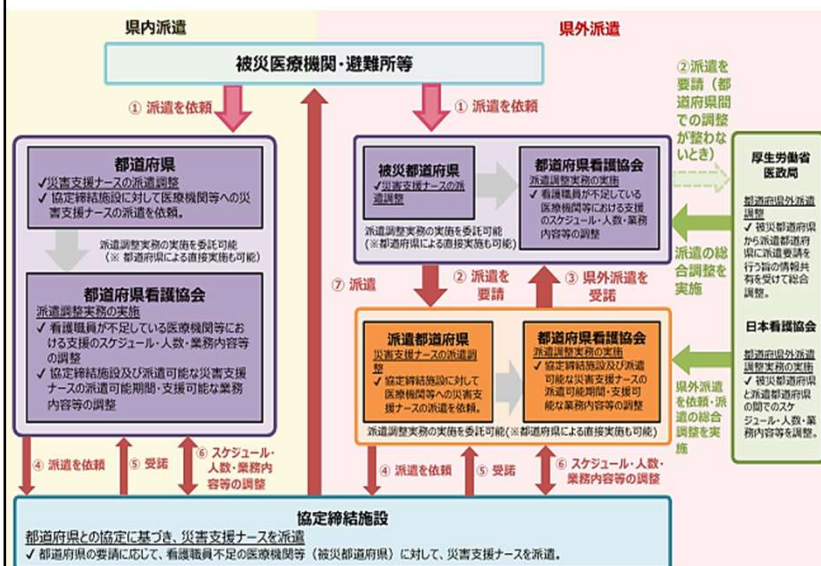 県内派遣
県外派遣
被災医療機関・避難所等
① 派遣を依頼
① 派遣を依頼
都道府県
✓災害支援ナースの派遣調整
✓ 協定締結施設に対して医療機関等への災
害支援ナースの派遣を依頼。
派遣調整実務の実施を委託可能
(※ 都道府県による直接実施も可能)
都道府県看護協会
派遣調整実務の実施
✓ 看護職員が不足している医療機関等にお
ける支援のスケジュール・人数・業務内容等
の調整
✓ 協定締結施設及び派遣可能な災害支援
ナースの派遣可能期間・支援可能な業務
内容等の調整
④ 派遣を依頼
⑤ 受諾
⑥ スケジュール・
人数・業務内
容等の調整
被災都道府県
✓災害支援ナースの派
遣調整
都道府県看護協会
派遣調整実務の実施
✓ 看護職員が不足している
医療機関等における支援
のスケジュール・人数・業務
内容等の調整
派遣調整実務の実施を委託可能
(※都道府県による直接実施も可能)
⑦ 派遣
② 派遣を
要請
③ 県外派遣を
受諾
派遣都道府県
災害支援ナースの派遣調
整
✓ 協定締結施設に対して
医療機関等への災害支
援ナースの派遣を依頼。
都道府県看護協会
派遣調整実務の実施
✓ 協定締結施設及び派遣
可能な災害支援ナースの
派遣可能期間・支援可能
な業務内容等の調整
派遣調整実務の実施を委託可能(※都道府県による直接実施も可能)
④ 派遣を依頼
⑤ 受諾
⑥ スケジュール・人数・
業務内容等の調整
②派遣を
要請(都
道府県間
での調整
が整わな
いとき)
派遣の総
合調整を
実施
県外派遣
を依頼・派
遣の総合
調整を実
施
厚生労働省
医政局
都道府県外派遣
調整
✓ 被災都道府県
から派遣都道府
県に派遣要請を
行う旨の情報共
有を受けて総合
調整。
日本看護協会
都道府県外派遣
調整実務の実施
✓ 被災都道府県
と派遣都道府県
の間でのスケ
ジュール・人数・業
務内容等を調整。
協定締結施設
都道府県との協定に基づき、災害支援ナースを派遣
✓ 都道府県の要請に応じて、看護職員不足の医療機関等(被災都道府県)に対して、災害支援ナースを派遣。